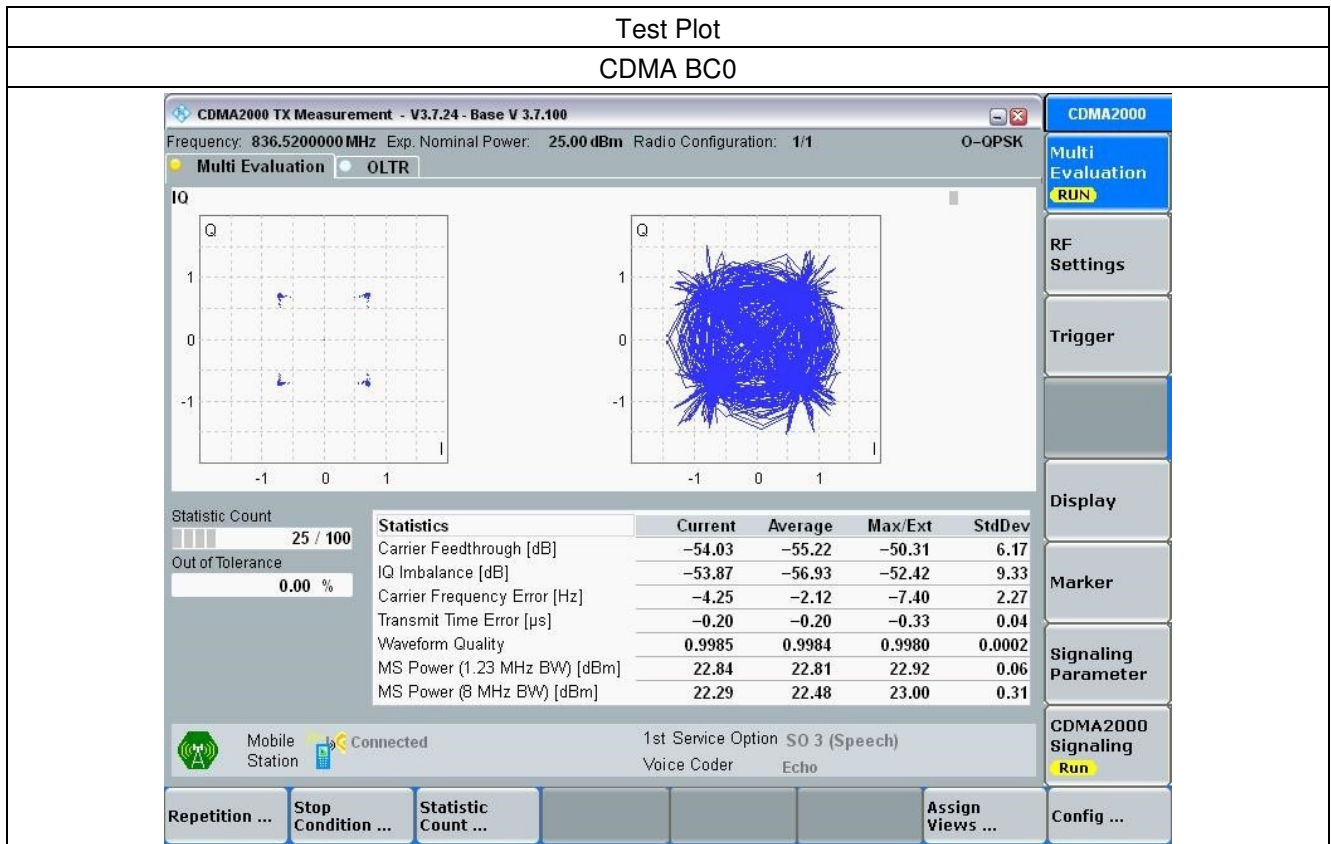 Test Plot
CDMA BC0
CDMA2000 TX Measurement - V3.7.24 - Base V 3.7.100
CDMA2000
Frequency: 836.5200000 MHz Exp. Nominal Power: 25.00 dBm Radio Configuration: 1/1 O-QPSK
Multi Evaluation OLTR
Multi
Evaluation
RUN
IQ
Q
1
0
-1
I
-1 0 1
Q
1
0
-1
I
-1 0 1
RF
Settings
Trigger
Display
Marker
Signaling
Parameter
CDMA2000
Signaling
Run
Statistic Count
25 / 100
Out of Tolerance
0.00 %
Statistics Current Average Max/Ext StdDev
Carrier Feedthrough [dB] −54.03 −55.22 −50.31 6.17
IQ Imbalance [dB] −53.87 −56.93 −52.42 9.33
Carrier Frequency Error [Hz] −4.25 −2.12 −7.40 2.27
Transmit Time Error [µs] −0.20 −0.20 −0.33 0.04
Waveform Quality 0.9985 0.9984 0.9980 0.0002
MS Power (1.23 MHz BW) [dBm] 22.84 22.81 22.92 0.06
MS Power (8 MHz BW) [dBm] 22.29 22.48 23.00 0.31
Mobile
Station
Connected
1st Service Option SO 3 (Speech)
Voice Coder Echo
Repetition ...
Stop
Condition ...
Statistic
Count ...
Assign
Views ...
Config ...